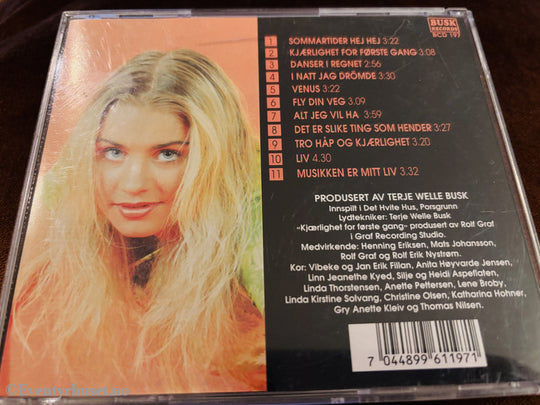 BUSK
RECORDS
BCD 197
1 SOMMARTIDER HEJ HEJ 3:22
2 KJÆRLIGHET FOR FØRSTE GANG 3:08
3 DANSER I REGNET 2:56
4 I NATT JAG DRÖMDE 3:30
5 VENUS 3:22
6 FLY DIN VEG 3.09
7 ALT JEG VIL HA 3:59
8 DET ER SLIKE TING SOM HENDER 3:27
9 TRO HÅP OG KJÆRLIGHET 3.20
10 LIV 4.30
11 MUSIKKEN ER MITT LIV 3.32
PRODUSERT AV TERJE WELLE BUSK
Innspilt i Det Hvite Hus, Porsgrunn
Lydtekniker: Terje Welle Busk
«Kjærlighet for første gang» produsert av Rolf Graf
i Graf Recording Studio.
Medvirkende: Henning Eriksen, Mats Johansson,
Rolf Graf og Rolf Erik Nystrøm.
Kor: Vibeke og Jan Erik Fillan, Anita Høyvarde Jensen,
Linn Jeanethe Kyed, Silje og Heidi Aspeflaten,
Linda Thorstensen, Anette Pettersen, Lene Broby,
Linda Kirstine Solvang, Christine Olsen, Katharina Hohner,
Gry Anette Kleiv og Thomas Nilsen.
7 044899 611971